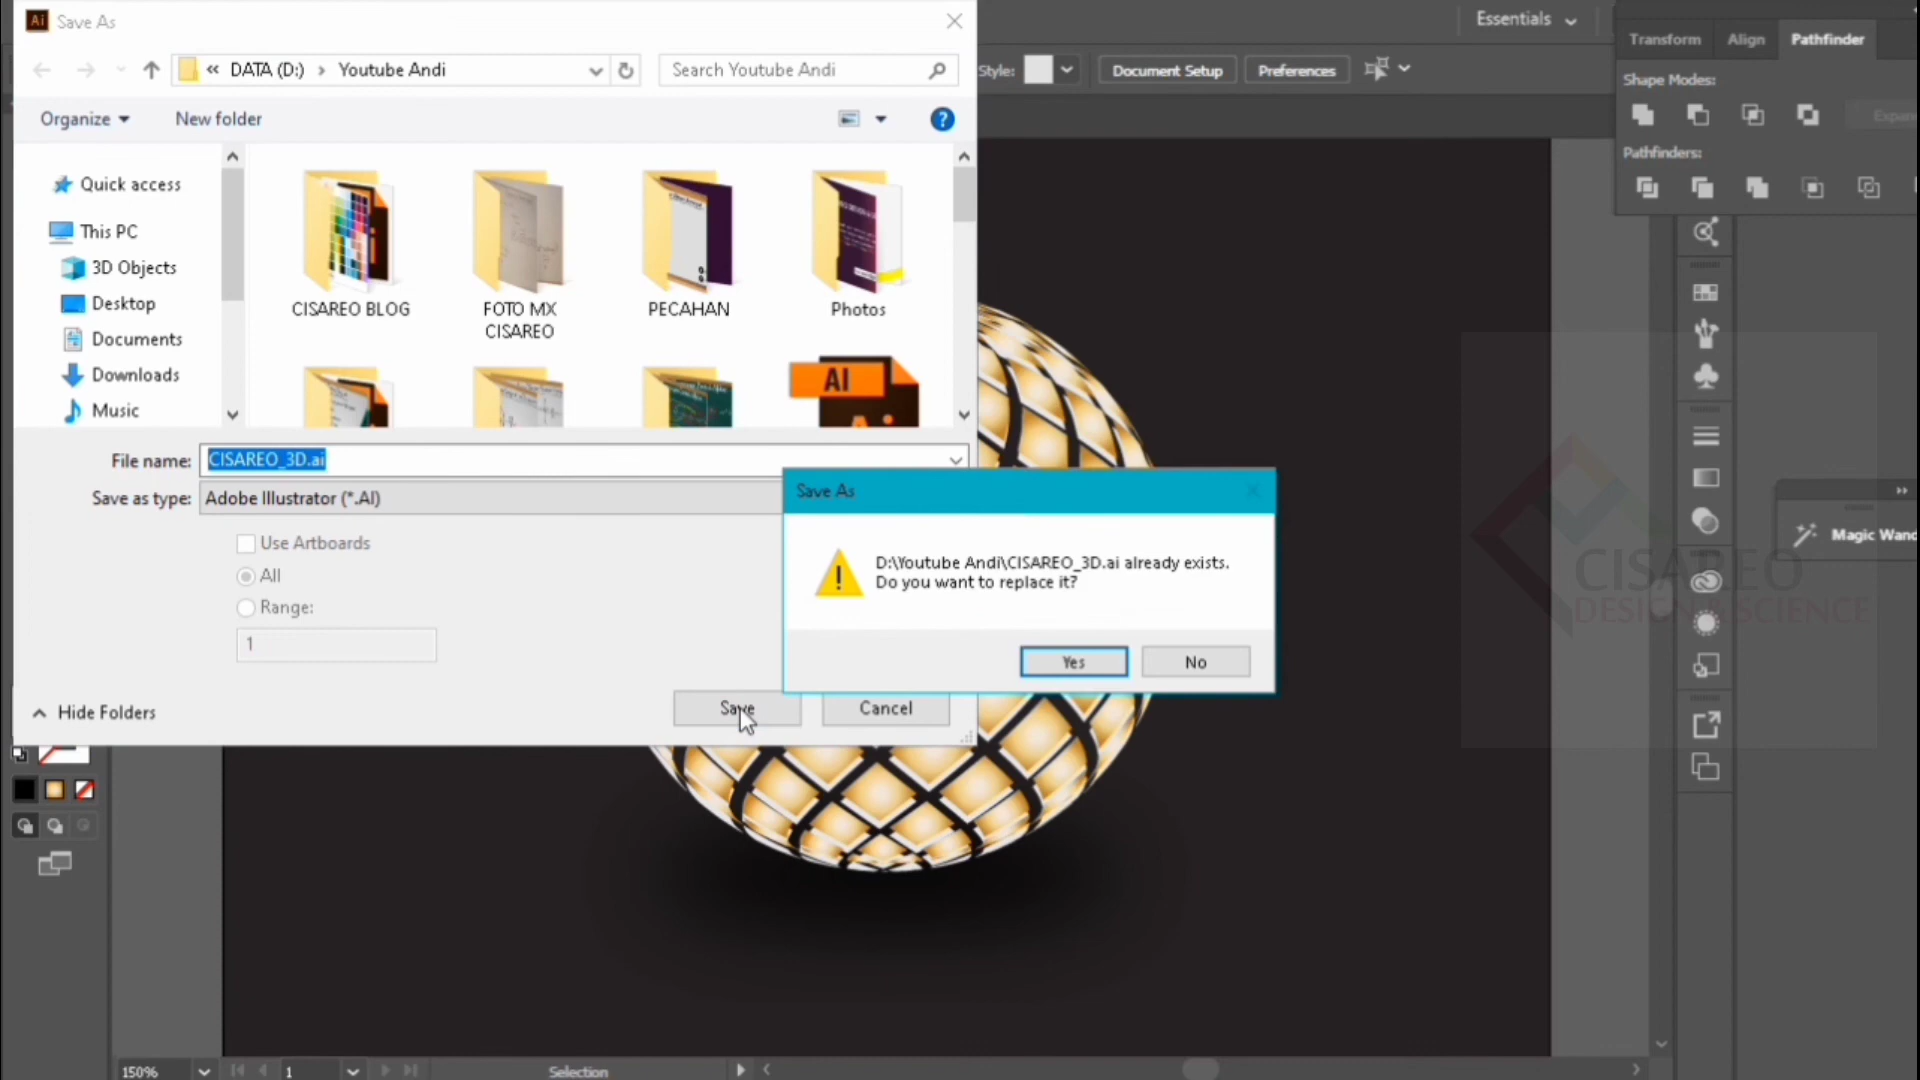 Ai Save As
« DATA (D:) › Youtube Andi
Search Youtube Andi
Organize
New folder
?
Quick access
This PC
3D Objects
Desktop
Documents
Downloads
Music
CISAREO BLOG
FOTO MX
CISAREO
PECAHAN
Photos
AI
File name: CISAREO_3D.ai
Save as type: Adobe Illustrator (*.AI)
Use Artboards
All
Range:
1
Hide Folders
Save
Cancel
Save As
D:\Youtube Andi\CISAREO_3D.ai already exists.
Do you want to replace it?
Yes
No
Essentials
Style:
Document Setup
Preferences
Transform
Align
Pathfinder
Shape Modes:
Pathfinders:
Magic Wand
CISAREO
DESIGN & SCIENCE
150%
1
Selection